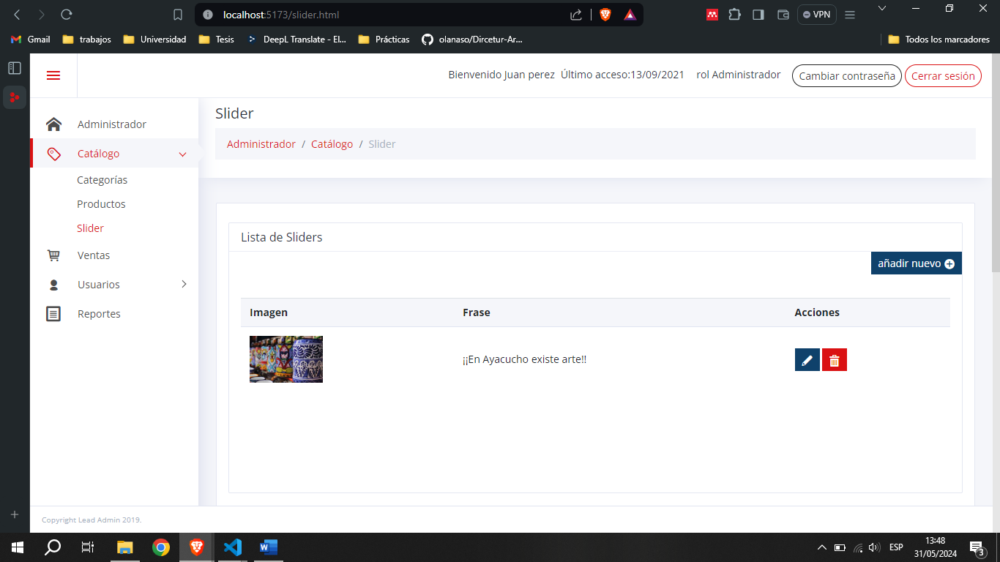 localhost:5173/slider.html
VPN
Gmail
trabajos
Universidad
Tesis
DeepL Translate - El...
Prácticas
olanaso/Dircetur-Ar...
Todos los marcadores
Bienvenido Juan perez Último acceso:13/09/2021 rol Administrador
Cambiar contraseña
Cerrar sesión
Administrador
Catálogo
Categorías
Productos
Slider
Ventas
Usuarios
Reportes
Slider
Administrador / Catálogo / Slider
Lista de Sliders
añadir nuevo
Imagen Frase Acciones
¡¡En Ayacucho existe arte!!
Copyright Lead Admin 2019.
ESP
13:48
31/05/2024
3